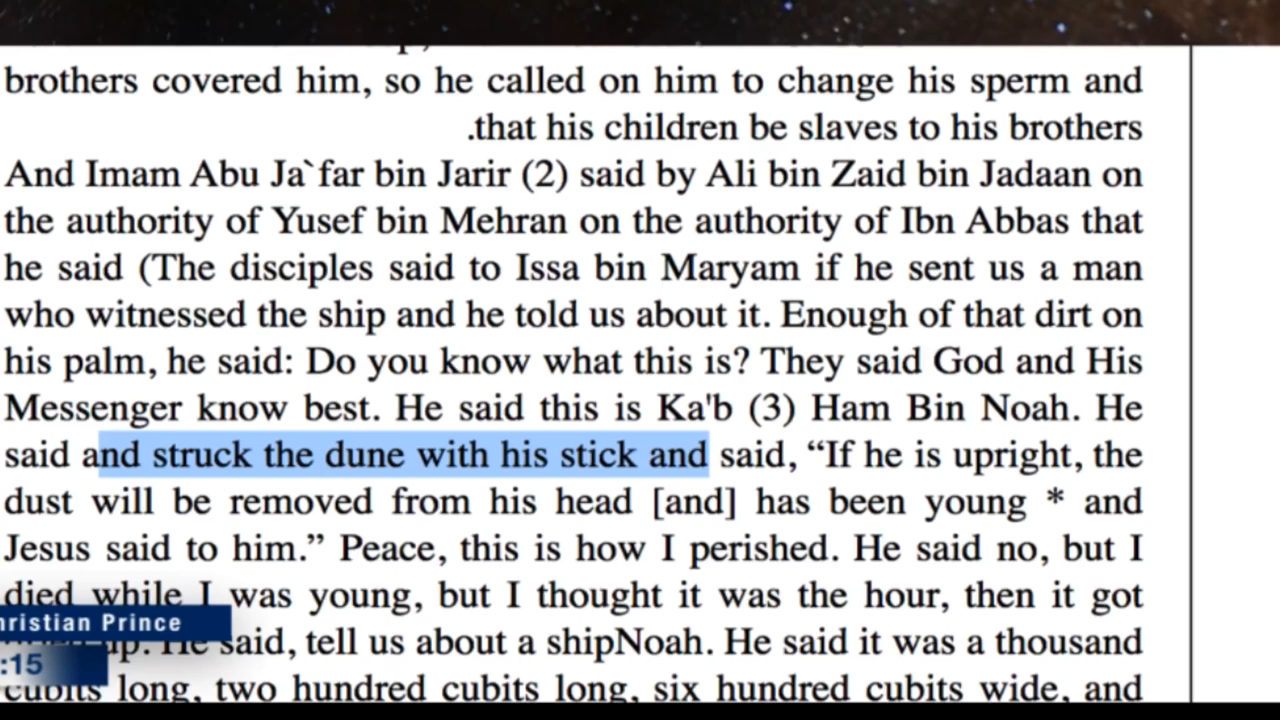 brothers covered him, so he called on him to change his sperm and
.that his children be slaves to his brothers
And Imam Abu Ja`far bin Jarir (2) said by Ali bin Zaid bin Jadaan on
the authority of Yusef bin Mehran on the authority of Ibn Abbas that
he said (The disciples said to Issa bin Maryam if he sent us a man
who witnessed the ship and he told us about it. Enough of that dirt on
his palm, he said: Do you know what this is? They said God and His
Messenger know best. He said this is Ka'b (3) Ham Bin Noah. He
said and struck the dune with his stick and said, “If he is upright, the
dust will be removed from his head [and] has been young * and
Jesus said to him.” Peace, this is how I perished. He said no, but I
died while I was young, but I thought it was the hour, then it got
hristian Prince
up. He said, tell us about a shipNoah. He said it was a thousand
:15
cubits long, two hundred cubits long, six hundred cubits wide, and